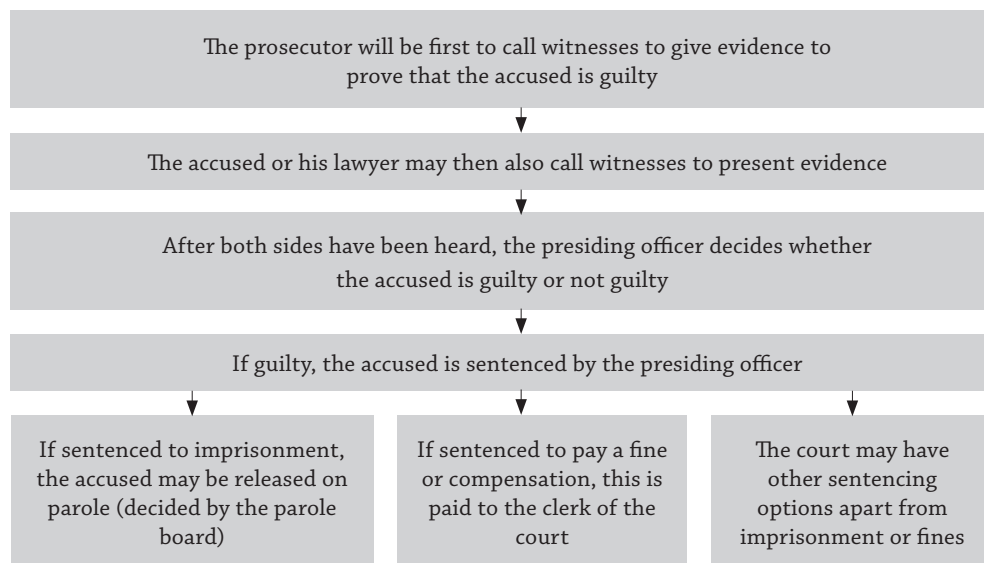 The prosecutor will be first to call witnesses to give evidence to
prove that the accused is guilty
The accused or his lawyer may then also call witnesses to present evidence
After both sides have been heard, the presiding officer decides whether
the accused is guilty or not guilty
If guilty, the accused is sentenced by the presiding officer
If sentenced to imprisonment,
the accused may be released on
parole (decided by the parole
board)
If sentenced to pay a fine
or compensation, this is
paid to the clerk of the
court
The court may have
other sentencing
options apart from
imprisonment or fines